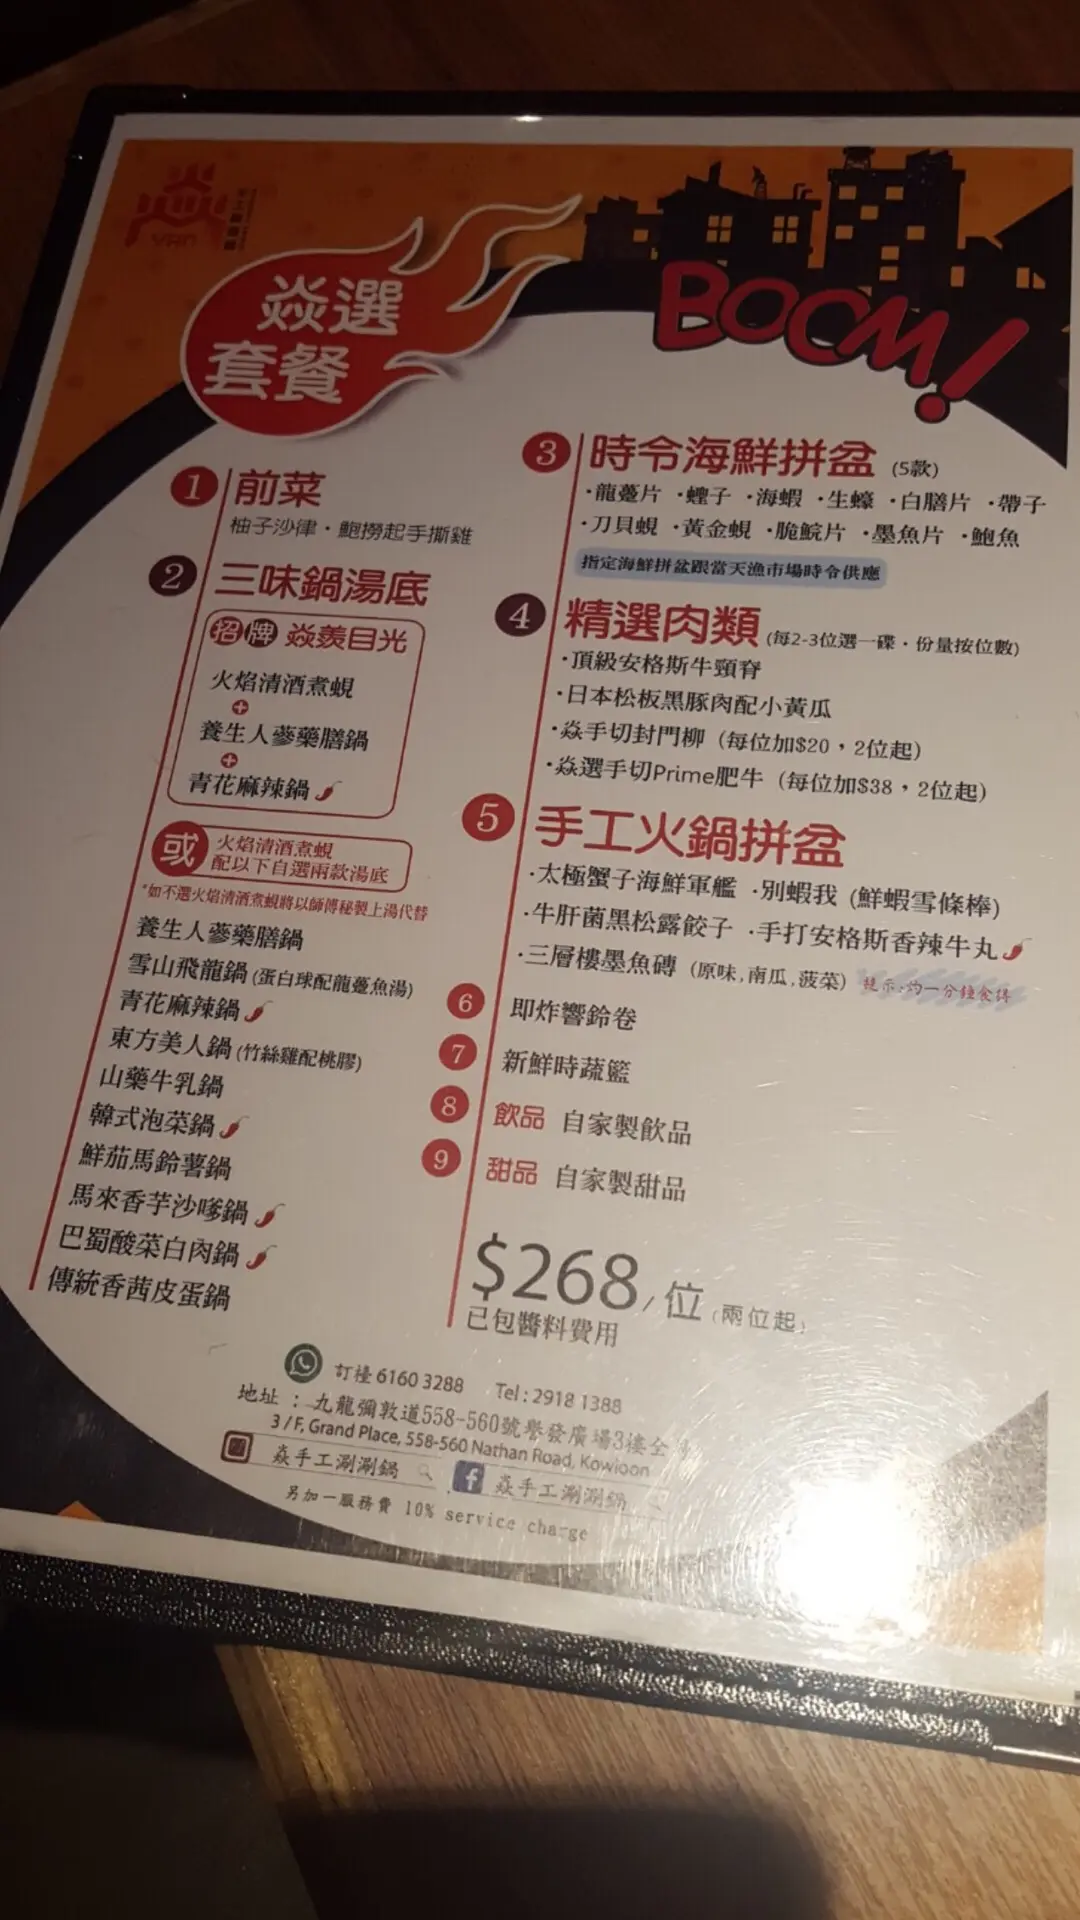 YAN
焱選
套餐
BOOM!
1 前菜
柚子沙律·鮑撈起手撕雞
2 三味鍋湯底
招牌 焱羨目光
火焰清酒煮蜆
+
養生人蔘藥膳鍋
+
青花麻辣鍋
或 火焰清酒煮蜆
配以下自選兩款湯底
*如不選火焰清酒煮蜆將以師傅秘製上湯代替
養生人蔘藥膳鍋
雪山飛龍鍋(蛋白球配龍躉魚湯)
青花麻辣鍋
東方美人鍋(竹絲雞配桃膠)
山藥牛乳鍋
韓式泡菜鍋
鮮茄馬鈴薯鍋
馬來香芋沙嗲鍋
巴蜀酸菜白肉鍋
傳統香茜皮蛋鍋
3 時令海鮮拼盆 (5款)
·龍躉片 ·蟶子 ·海蝦 ·生蠔 ·白膳片 ·帶子
·刀貝蜆 ·黃金蜆 ·脆鯇片 ·墨魚片 ·鮑魚
指定海鮮拼盆跟當天漁市場時令供應
4 精選肉類 (每2-3位選一碟·份量按位數)
·頂級安格斯牛頸脊
·日本松板黑豚肉配小黃瓜
·焱手切封門柳 (每位加$20，2位起)
·焱選手切Prime肥牛 (每位加$38，2位起)
5 手工火鍋拼盆
·太極蟹子海鮮軍艦 ·別蝦我 (鮮蝦雪條棒)
·牛肝菌黑松露餃子 ·手打安格斯香辣牛丸
·三層樓墨魚磚 (原味,南瓜,菠菜) 提示:灼一分鐘食得
6 即炸響鈴卷
7 新鮮時蔬籃
8 飲品 自家製飲品
9 甜品 自家製甜品
$268/位(兩位起)
已包醬料費用
訂檯 6160 3288 Tel : 2918 1388
地址 : 九龍彌敦道558-560號譽發廣場3樓全
3 / F, Grand Place, 558-560 Nathan Road, Kowloon
焱手工涮涮鍋 f 焱手工涮涮鍋
另加一服務費 10% service charge